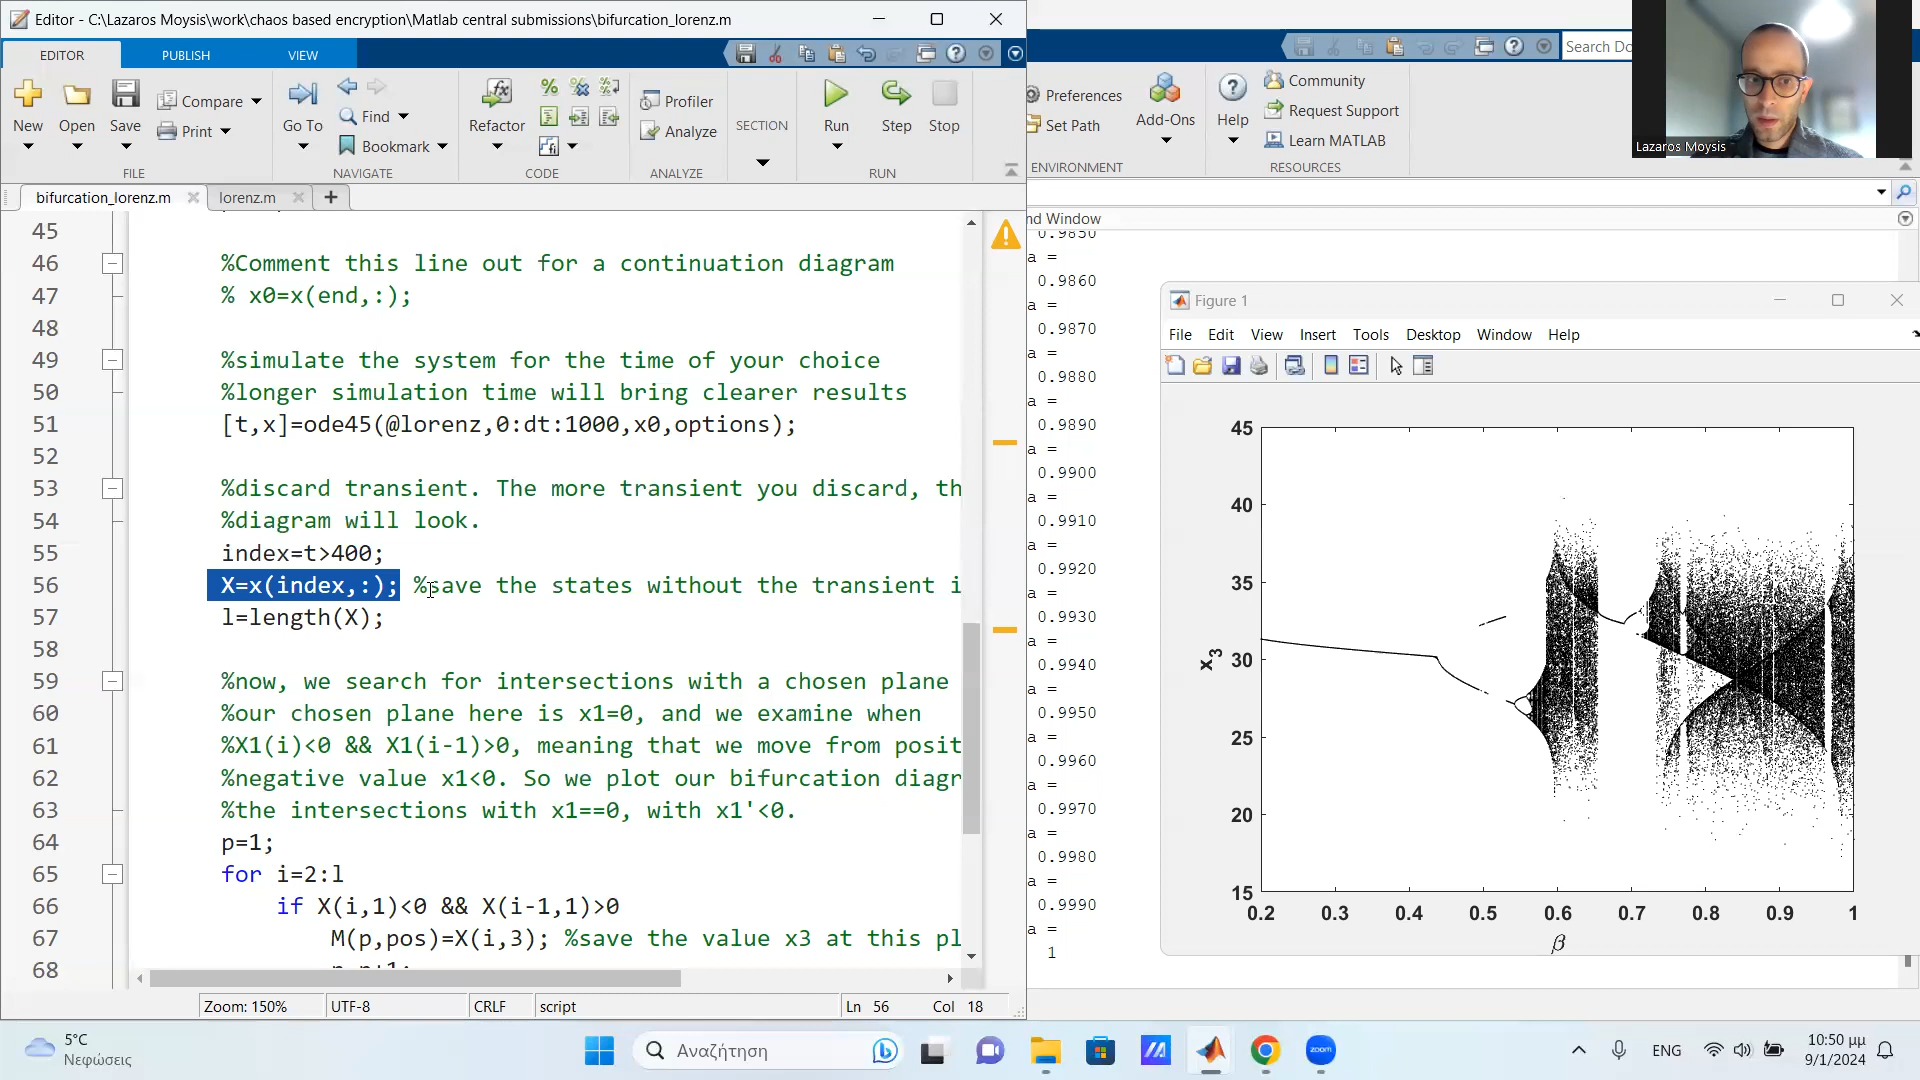 Editor - C:\Lazaros Moysis\work\chaos based encryption\Matlab central submissions\bifurcation_lorenz.m
EDITOR PUBLISH VIEW
New Open Save Compare Print
FILE
Go To Find Bookmark
NAVIGATE
Refactor
CODE
Profiler Analyze
ANALYZE
SECTION
Run Step Stop
RUN
Preferences
Set Path
ENVIRONMENT
Add-Ons Help
Community
Request Support
Learn MATLAB
RESOURCES
Search Do
Lazaros Moysis
bifurcation_lorenz.m lorenz.m
45
46 %Comment this line out for a continuation diagram
47 % x0=x(end,:);
48
49 %simulate the system for the time of your choice
50 %longer simulation time will bring clearer results
51 [t,x]=ode45(@lorenz,0:dt:1000,x0,options);
52
53 %discard transient. The more transient you discard, th
54 %diagram will look.
55 index=t>400;
56 X=x(index,:); %save the states without the transient i
57 l=length(X);
58
59 %now, we search for intersections with a chosen plane
60 %our chosen plane here is x1=0, and we examine when
61 %X1(i)<0 && X1(i-1)>0, meaning that we move from posit
62 %negative value x1<0. So we plot our bifurcation diagr
63 %the intersections with x1==0, with x1'<0.
64 p=1;
65 for i=2:l
66 if X(i,1)<0 && X(i-1,1)>0
67 M(p,pos)=X(i,3); %save the value x3 at this pl
68
Zoom: 150% UTF-8 CRLF script Ln 56 Col 18
nd Window
0.9850
a =
0.9860
a =
0.9870
a =
0.9880
a =
0.9890
a =
0.9900
a =
0.9910
a =
0.9920
a =
0.9930
a =
0.9940
a =
0.9950
a =
0.9960
a =
0.9970
a =
0.9980
a =
0.9990
a =
1
Figure 1
File Edit View Insert Tools Desktop Window Help
45
40
35
30
25
20
15
x3
0.2 0.3 0.4 0.5 0.6 0.7 0.8 0.9 1
β
5°C
Νεφώσεις
Αναζήτηση
zoom
ENG
10:50 μμ
9/1/2024